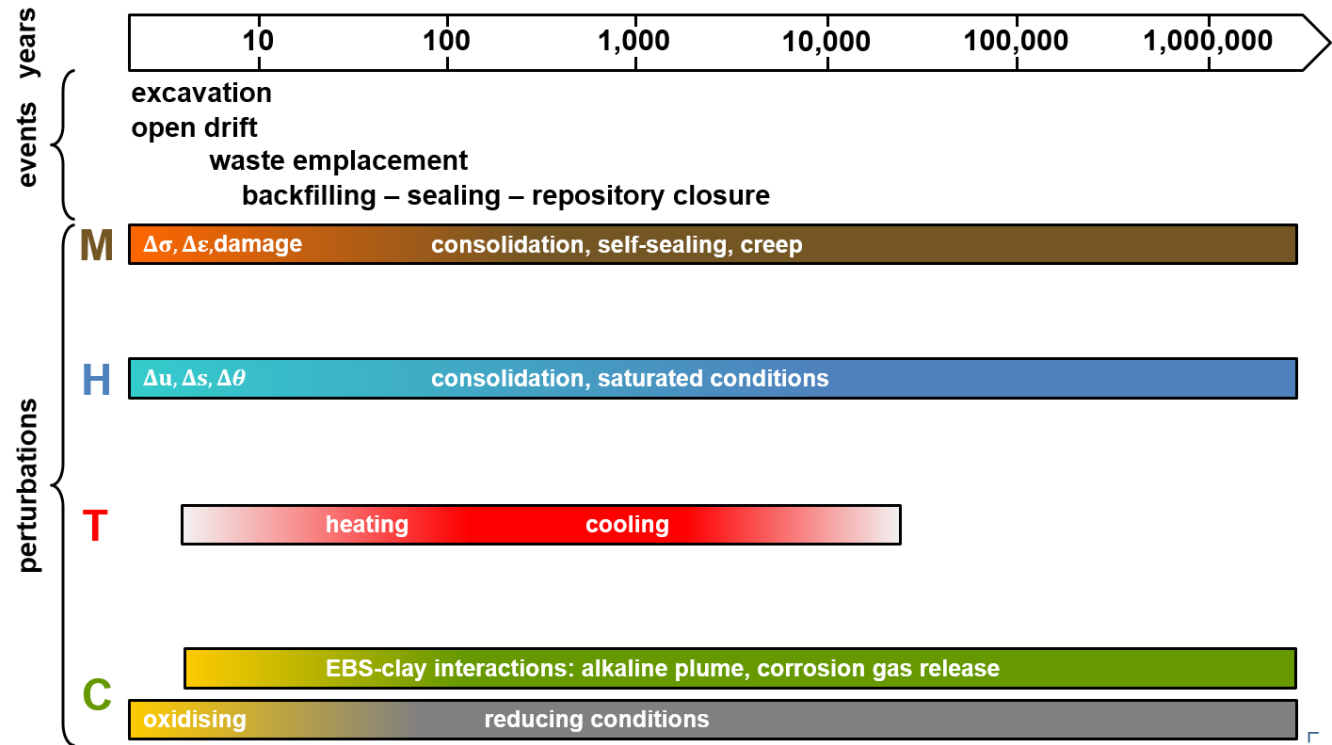 years
10 100 1,000 10,000 100,000 1,000,000
events
excavation
open drift
waste emplacement
backfilling – sealing – repository closure
perturbations
M
Δσ, Δε,damage consolidation, self-sealing, creep
H
Δu, Δs, Δθ consolidation, saturated conditions
T
heating cooling
C
EBS-clay interactions: alkaline plume, corrosion gas release
oxidising reducing conditions